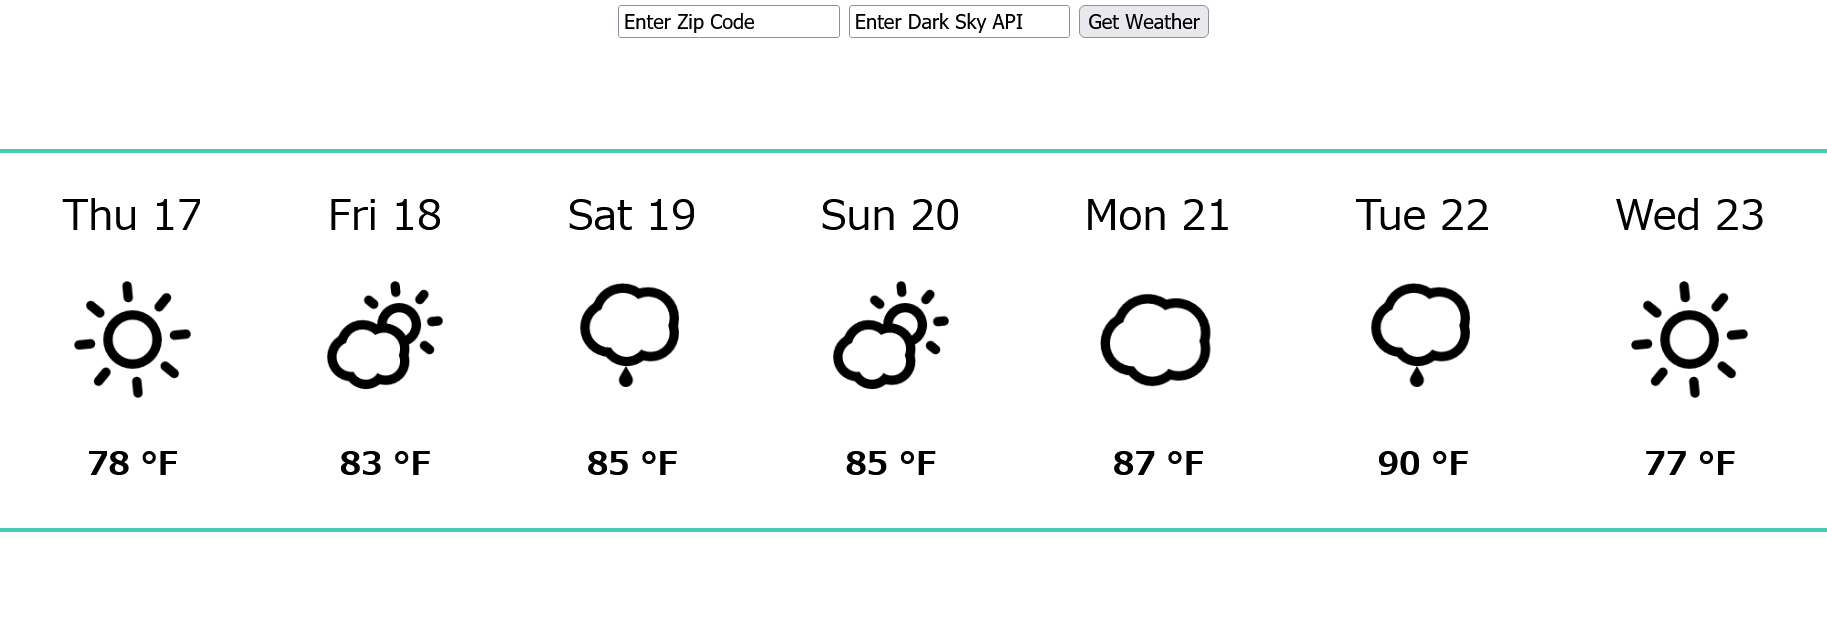 Enter Zip Code Enter Dark Sky API Get Weather
Thu 17 Fri 18 Sat 19 Sun 20 Mon 21 Tue 22 Wed 23
78 °F 83 °F 85 °F 85 °F 87 °F 90 °F 77 °F